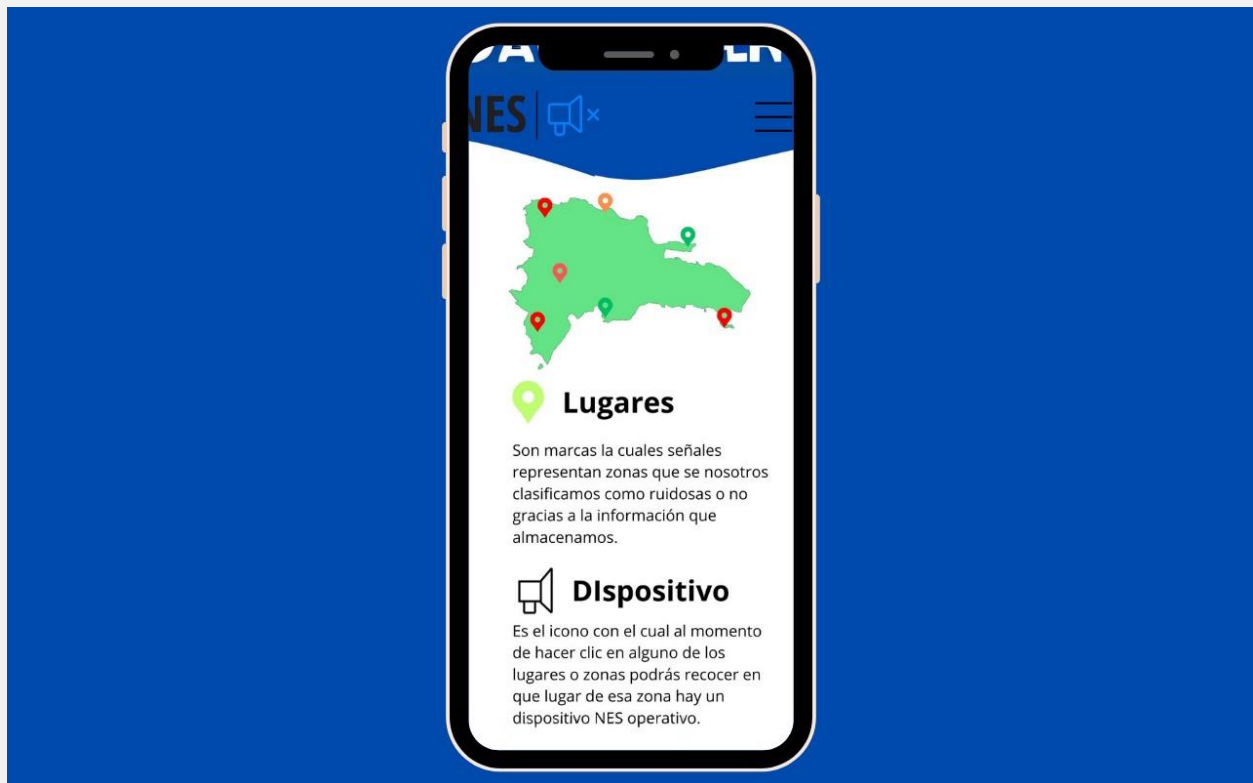 NES
Lugares
Son marcas la cuales señales
representan zonas que se nosotros
clasificamos como ruidosas o no
gracias a la información que
almacenamos.
DIspositivo
Es el icono con el cual al momento
de hacer clic en alguno de los
lugares o zonas podrás recocer en
que lugar de esa zona hay un
dispositivo NES operativo.